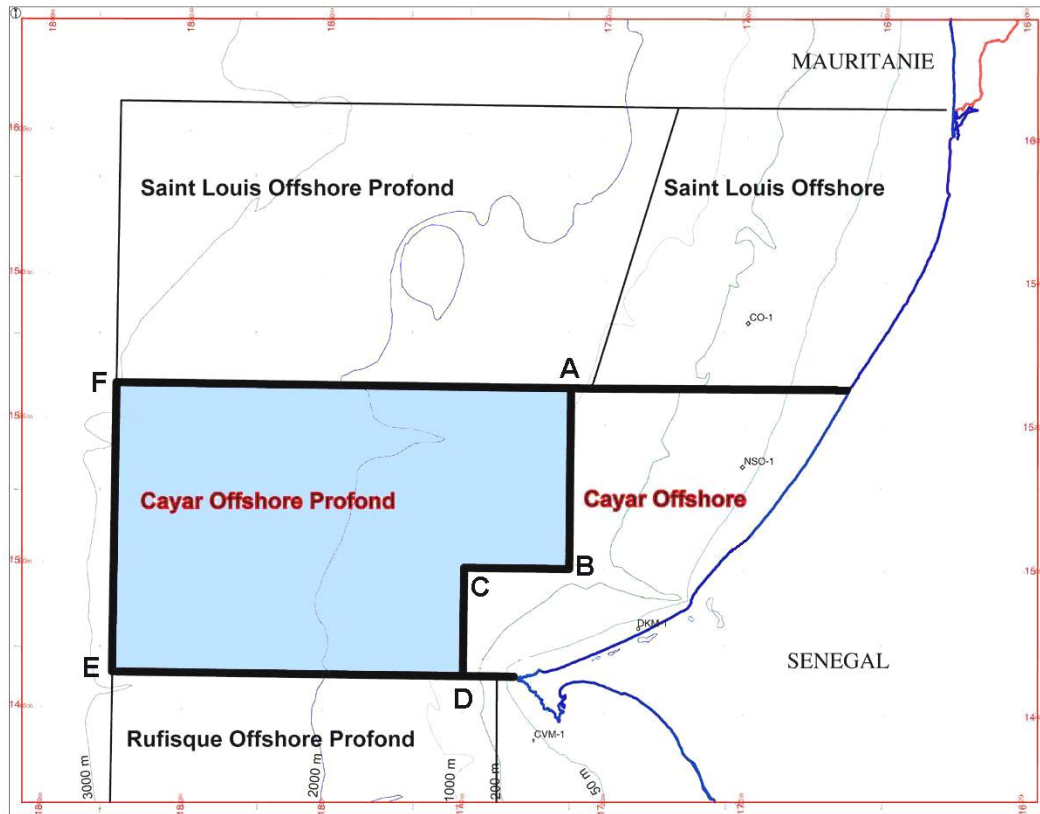 MAURITANIE
Saint Louis Offshore Profond
Saint Louis Offshore
CO-1
F
A
NSO-1
Cayar Offshore Profond
Cayar Offshore
B
C
DKM-1
SENEGAL
E
D
Rufisque Offshore Profond
CVM-1
3000 m
2000 m
1000 m
200 m
50 m